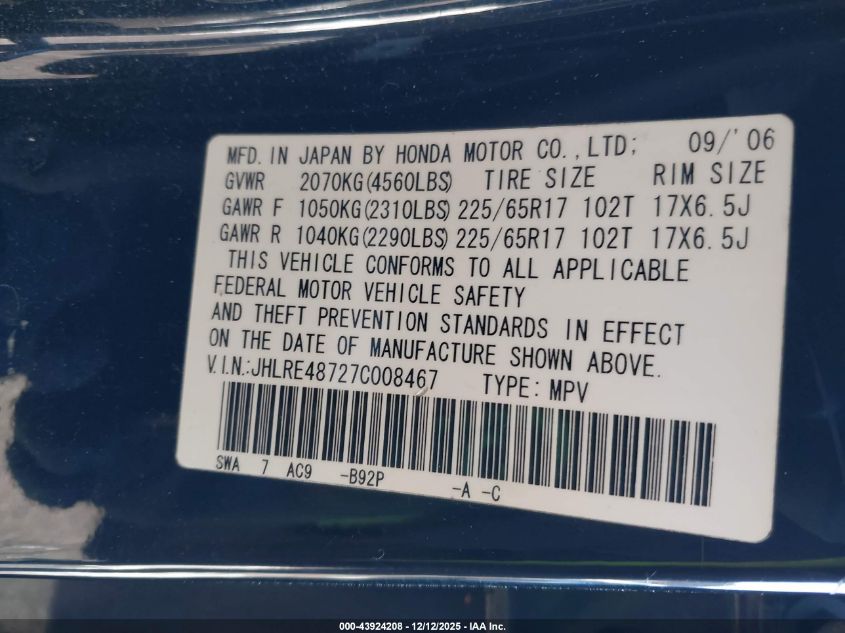 MFD. IN JAPAN BY HONDA MOTOR CO.,LTD; 09/'06
GVWR 2070KG(4560LBS) TIRE SIZE RIM SIZE
GAWR F 1050KG(2310LBS) 225/65R17 102T 17X6.5J
GAWR R 1040KG(2290LBS) 225/65R17 102T 17X6.5J
THIS VEHICLE CONFORMS TO ALL APPLICABLE
FEDERAL MOTOR VEHICLE SAFETY
AND THEFT PREVENTION STANDARDS IN EFFECT
ON THE DATE OF MANUFACTURE SHOWN ABOVE.
V.I.N.:JHLRE48727C008467 TYPE: MPV
SWA 7 AC9 -B92P -A -C
000-43924208 - 12/12/2025 - IAA Inc.